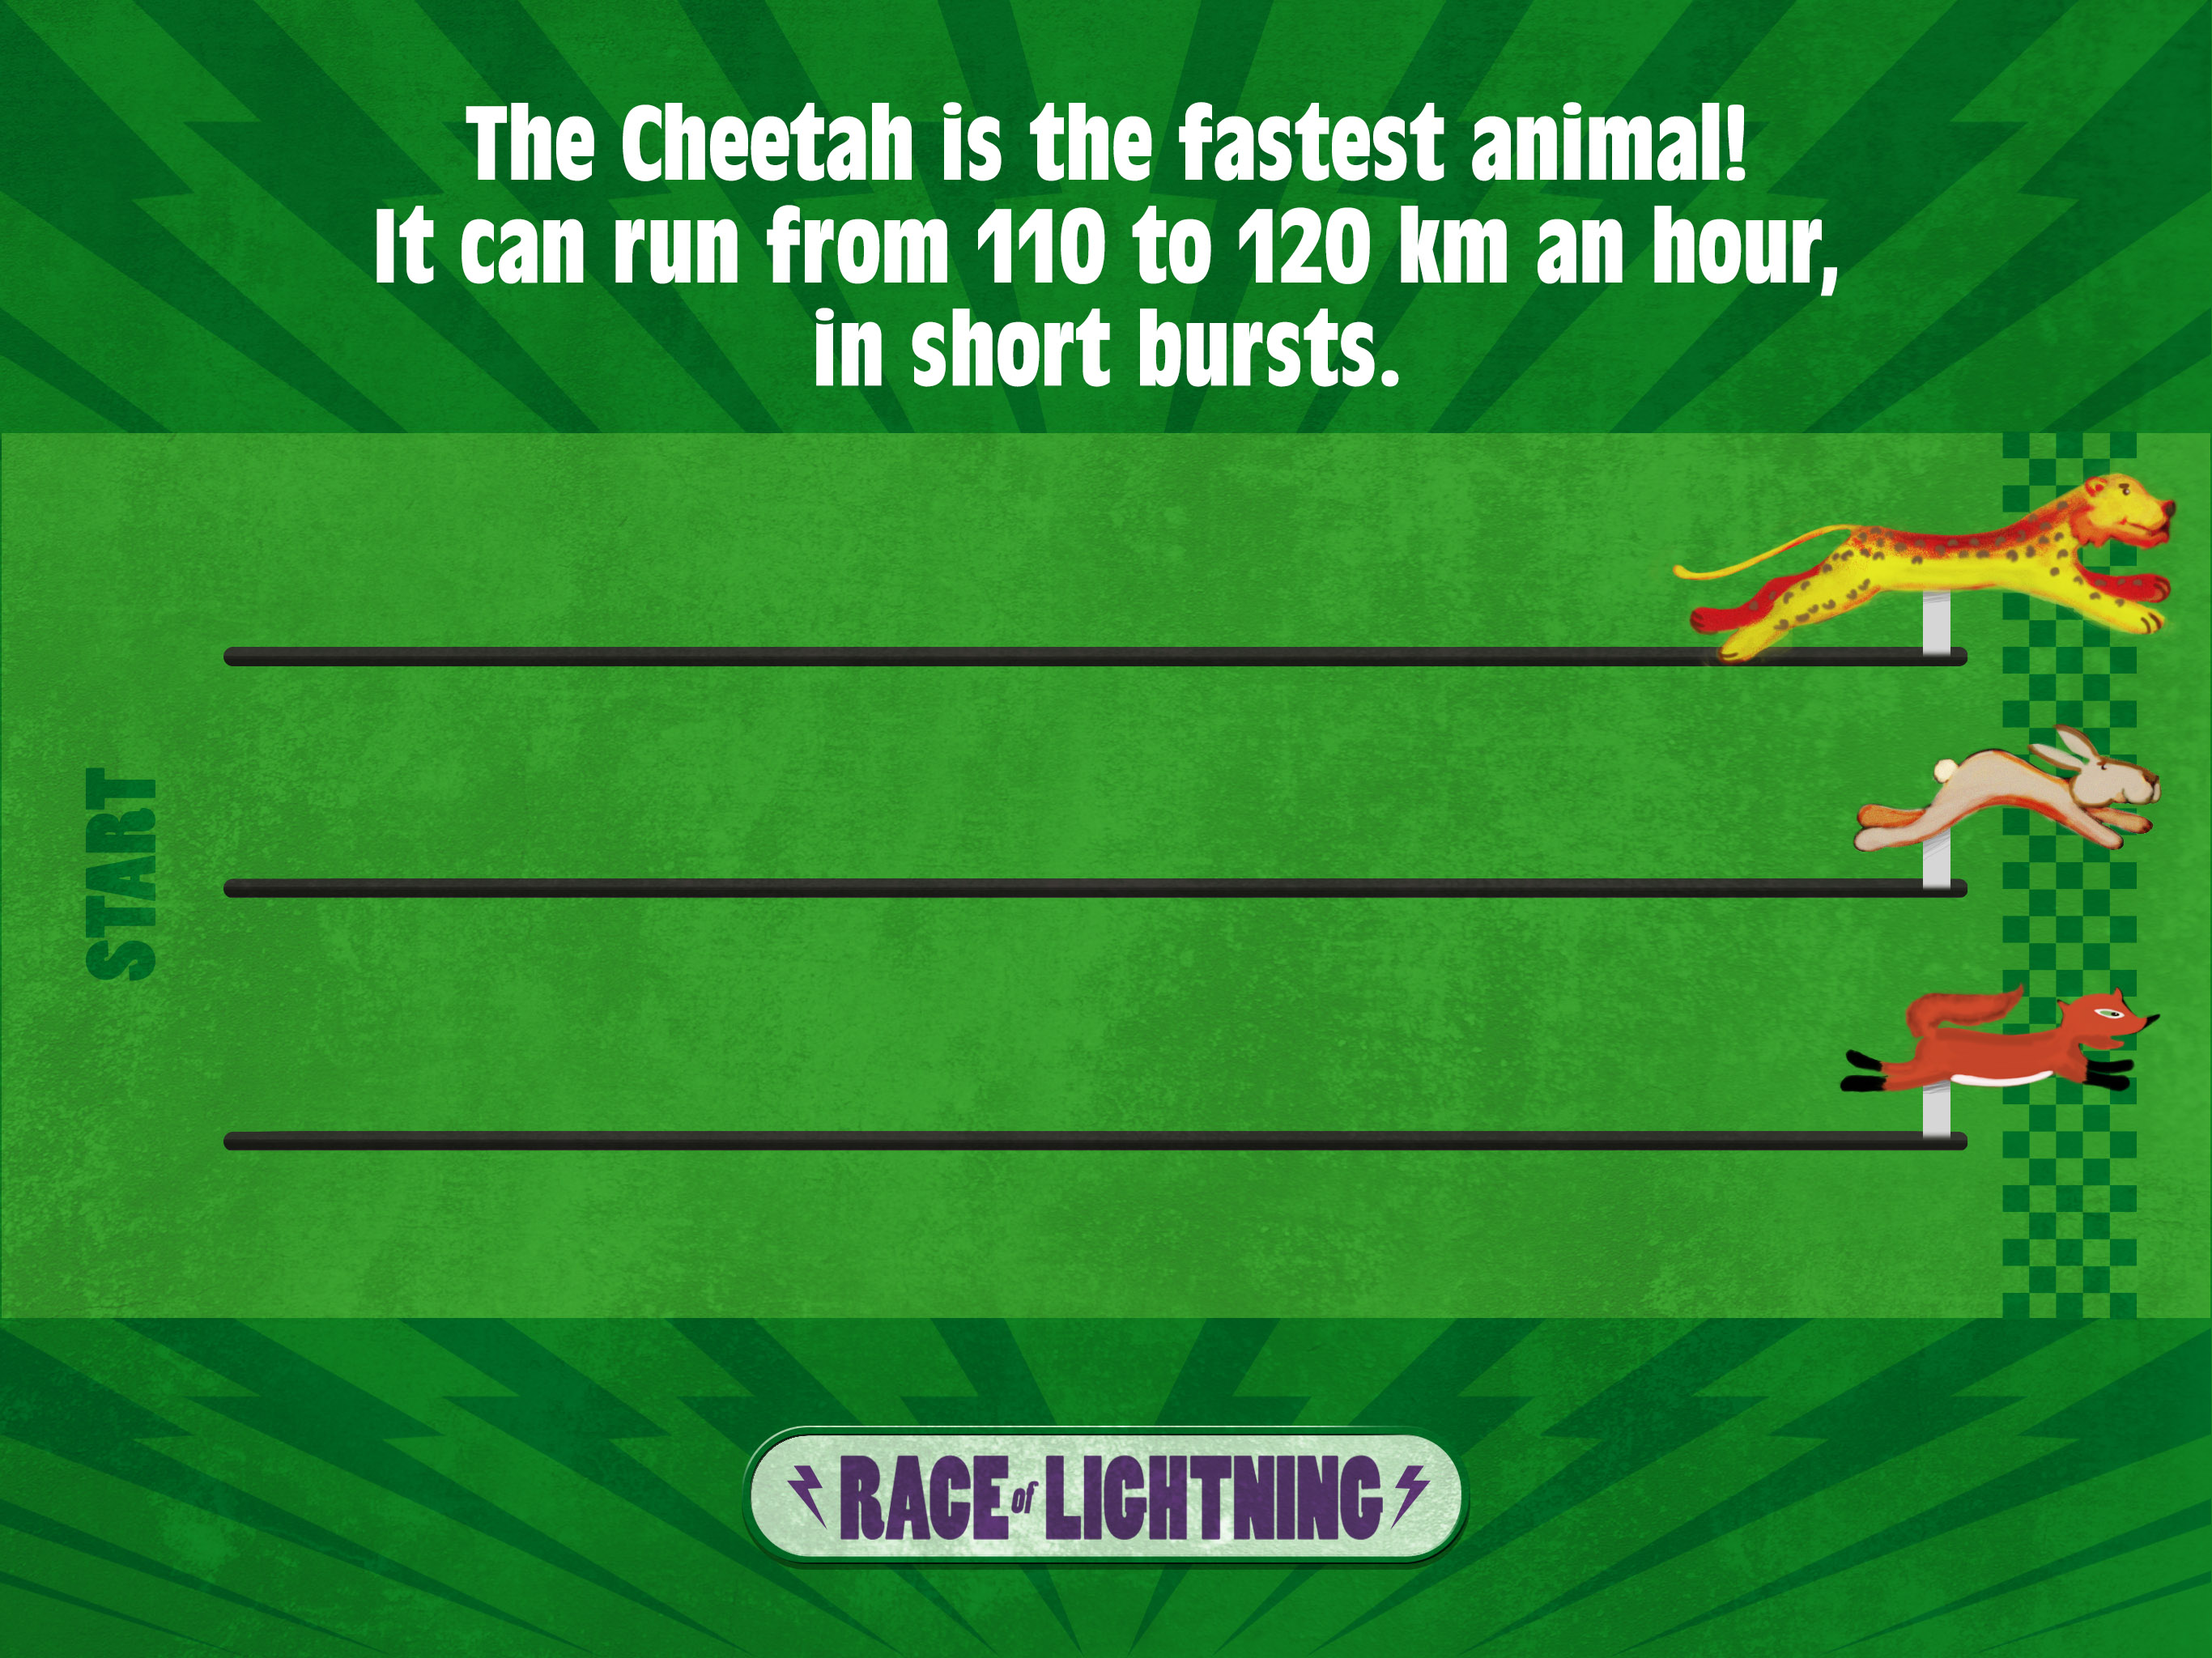 The Cheetah is the fastest animal!
It can run from 110 to 120 km an hour,
in short bursts.
START
RACE of LIGHTNING